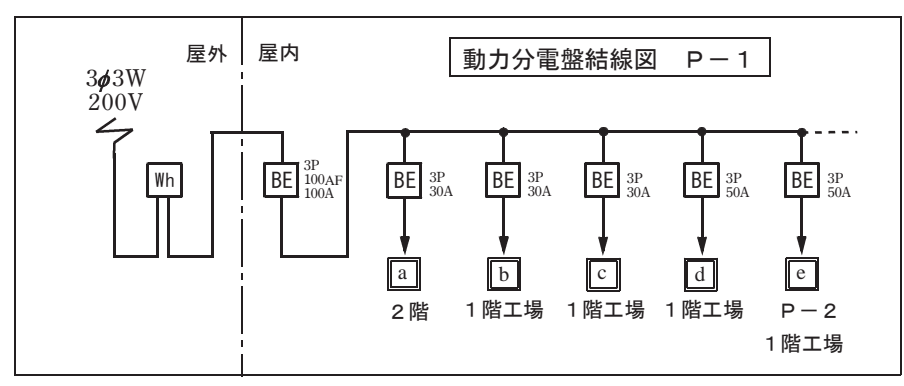 屋外
屋内
動力分電盤結線図 P－1
3φ3W
200V
Wh
BE
3P
100AF
100A
BE
3P
30A
BE
3P
30A
BE
3P
30A
BE
3P
50A
BE
3P
50A
a
b
c
d
e
2階
1階工場
1階工場
1階工場
P－2
1階工場